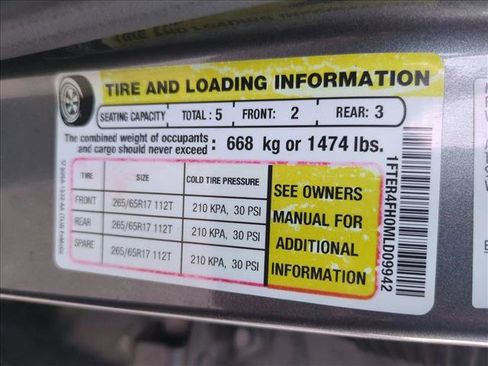 TIRE AND LOADING INFORMATION
SEATING CAPACITY TOTAL : 5 FRONT: 2 REAR: 3
The combined weight of occupants
and cargo should never exceed : 668 kg or 1474 lbs.
TIRE SIZE COLD TIRE PRESSURE
FRONT 265/65R17 112T 210 KPA, 30 PSI
REAR 265/65R17 112T 210 KPA, 30 PSI
SPARE 265/65R17 112T 210 KPA, 30 PSI
SEE OWNERS
MANUAL FOR
ADDITIONAL
INFORMATION
1FTER4FH0MLD09942